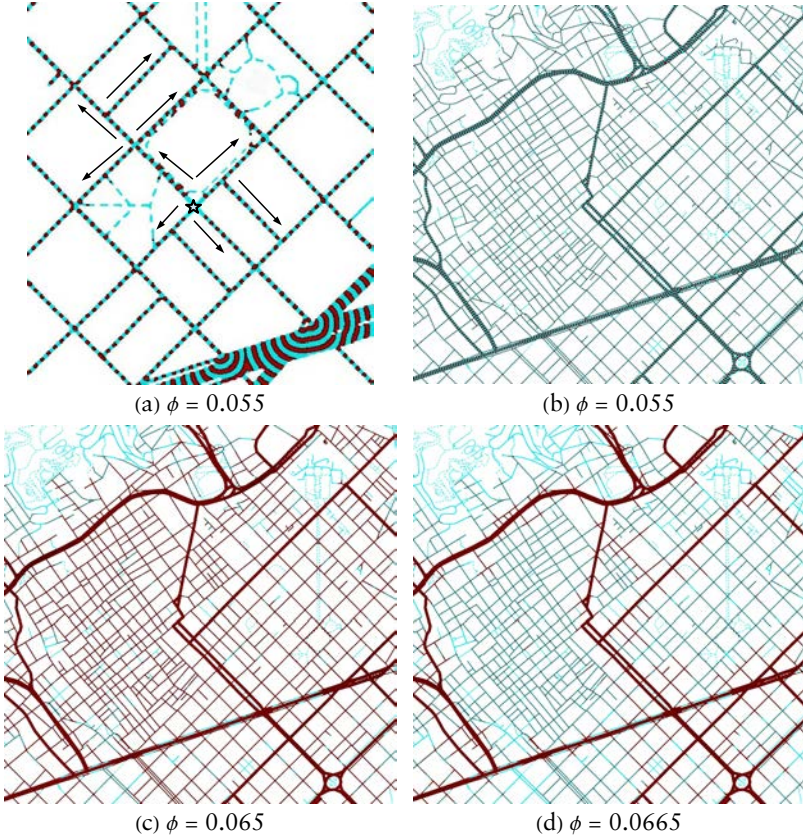 (a) ϕ = 0.055
(b) ϕ = 0.055
(c) ϕ = 0.065
(d) ϕ = 0.0665